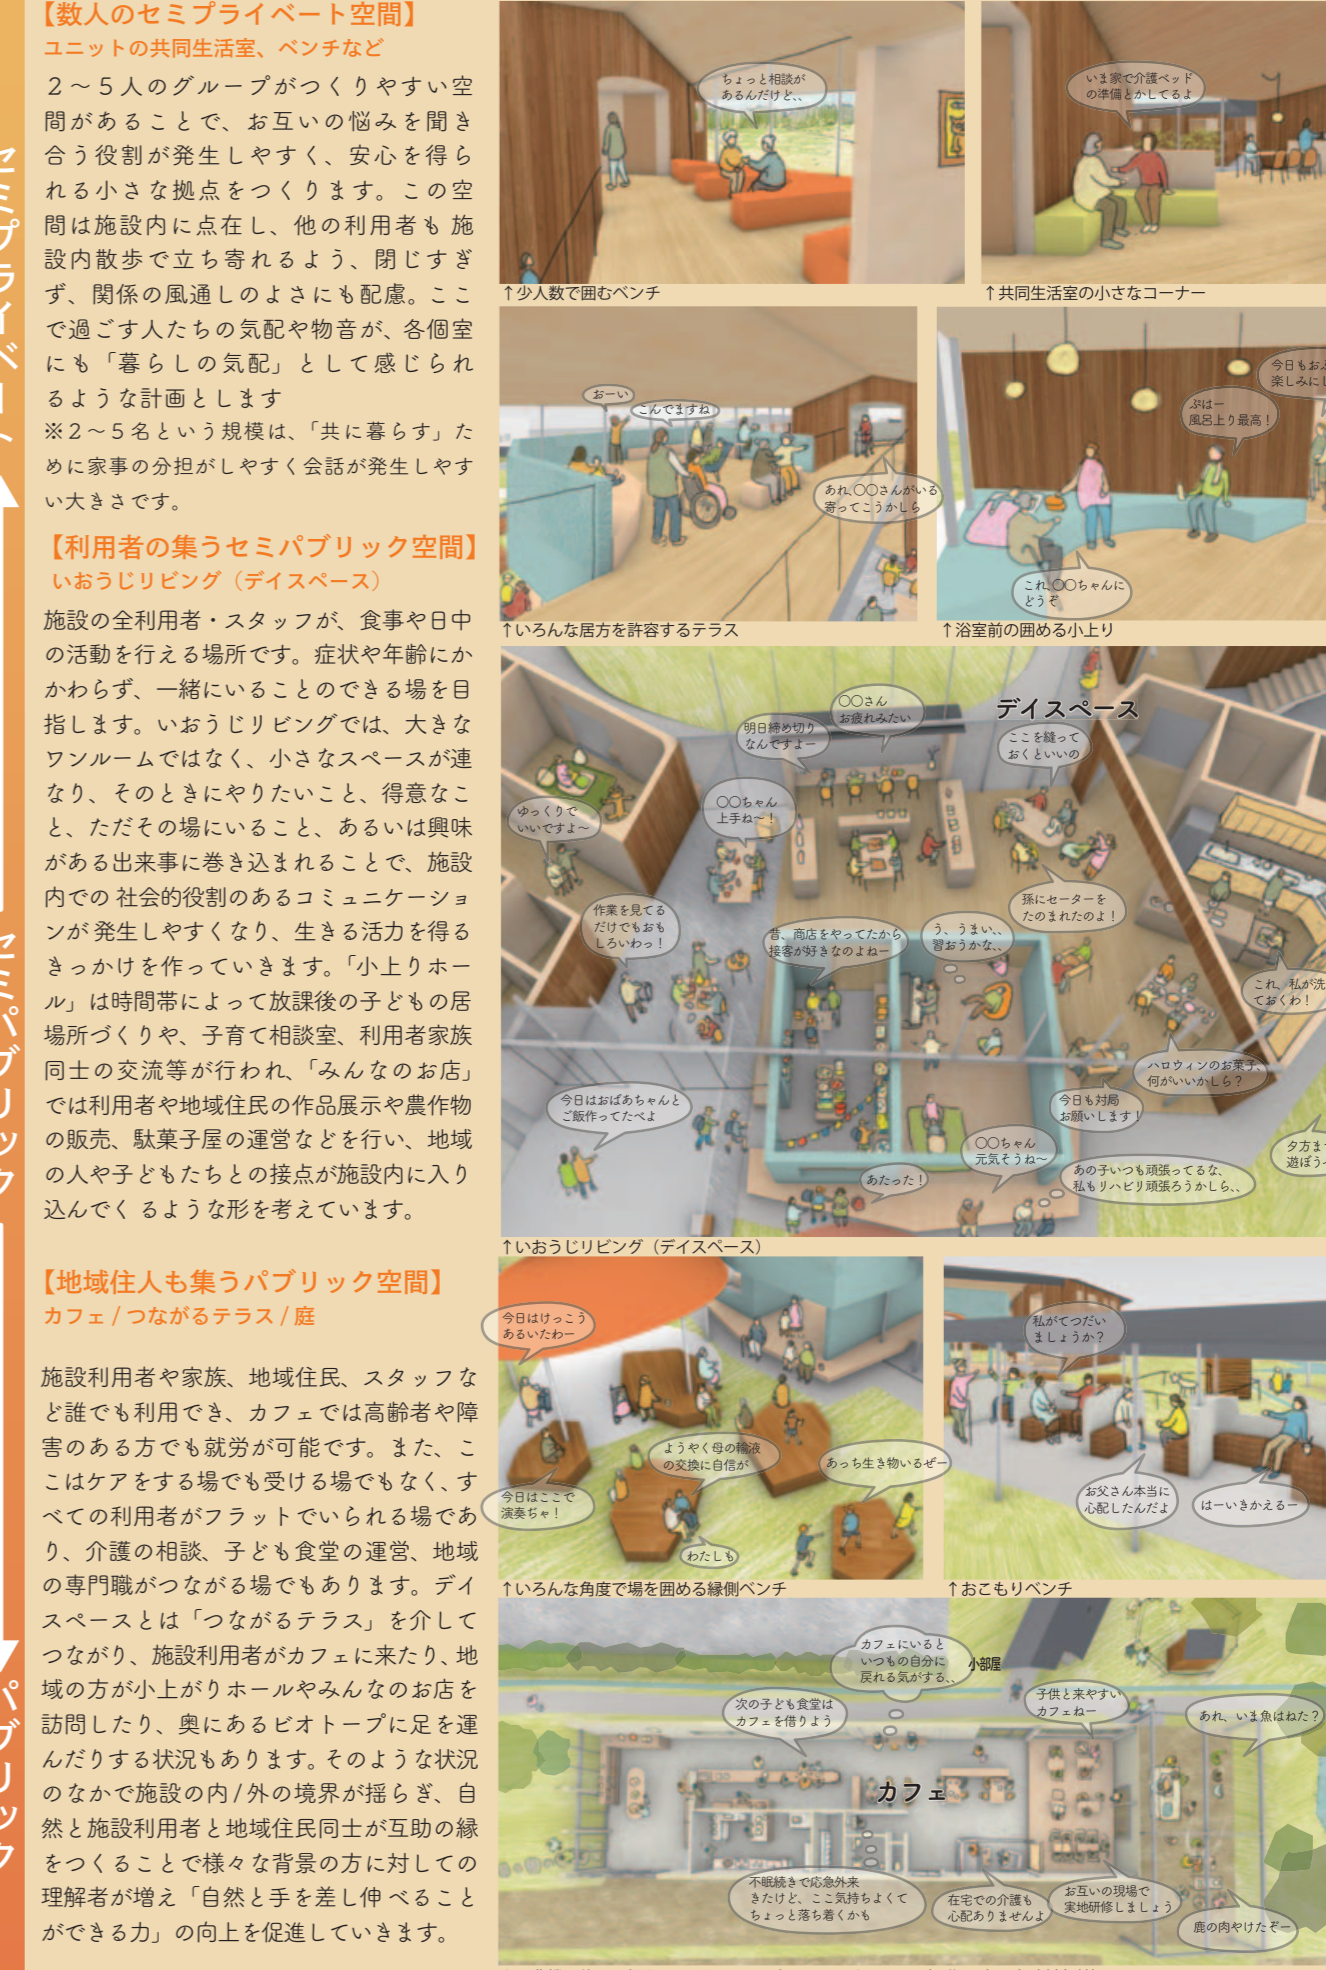 セミプライベート
セミパブリック
パブリック
【数人のセミプライベート空間】
ユニットの共同生活室、ベンチなど
２～５人のグループがつくりやすい空
間があることで、お互いの悩みを聞き
合う役割が発生しやすく、安心を得ら
れる小さな拠点をつくります。この空
間は施設内に点在し、他の利用者も 施
設内散歩で立ち寄れるよう、閉じすぎ
ず、関係の風通しのよさにも配慮。ここ
で過ごす人たちの気配や物音が、各個室
にも「暮らしの気配」として感じられ
るような計画とします
※２～５名という規模は、「共に暮らす」た
めに家事の分担がしやすく会話が発生しやす
い大きさです。
【利用者の集うセミパブリック空間】
いおうじリビング（デイスペース）
施設の全利用者・スタッフが、食事や日中
の活動を行える場所です。症状や年齢にか
かわらず、一緒にいることのできる場を目
指します。いおうじリビングでは、大きな
ワンルームではなく、小さなスペースが連
なり、そのときにやりたいこと、得意なこ
と、ただその場にいること、あるいは興味
がある出来事に巻き込まれることで、施設
内での 社会的役割のあるコミュニケーショ
ンが 発生しやすくなり、生きる活力を得る
きっかけを作っていきます。「小上りホー
ル」は時間帯によって放課後の子どもの居
場所づくりや、子育て相談室、利用者家族
同士の交流等が行われ、「みんなのお店」
では利用者や地域住民の作品展示や農作物
の販売、駄菓子屋の運営などを行い、地域
の人や子どもたちとの接点が施設内に入り
込んでく るような形を考えています。
【地域住人も集うパブリック空間】
カフェ / つながるテラス / 庭
施設利用者や家族、地域住民、スタッフな
ど誰でも利用でき、カフェでは高齢者や障
害のある方でも就労が可能です。また、こ
こはケアをする場でも受ける場でもなく、す
べての利用者がフラットでいられる場であ
り、介護の相談、子ども食堂の運営、地域
の専門職がつながる場でもあります。デイ
スペースとは「つながるテラス」を介して
つながり、施設利用者がカフェに来たり、地
域の方が小上がりホールやみんなのお店を
訪問したり、奥にあるビオトープに足を運
んだりする状況もあります。そのような状況
のなかで施設の内/外の境界が揺らぎ、自
然と施設利用者と地域住民同士が互助の縁
をつくることで様々な背景の方に対しての
理解者が増え「自然と手を差し伸 べること
ができる力」の向上を促進していきます。
ちょっと相談が
あるんだけど、、
↑少人数で囲むベンチ
いま家で介護ベッド
の準備とかしてるよ
↑共同生活室の小さなコーナー
おーい
こんでますね
あれ、〇〇さんがいる
寄ってこうかしら
↑いろんな居方を許容するテラス
今日もおふ
楽しみにし
ぷはー
風呂上り最高！
これ、〇〇ちゃんに
どうぞ
↑浴室前の囲める小上り
デイスペース
〇〇さん
お疲れみたい
明日締め切り
なんですよー
ここを縫って
おくといいの
〇〇ちゃん
上手ね～！
ゆっくりで
いいですよ～
孫にセーターを
たのまれたのよ！
作業を見てる
だけでもおも
しろいわっ！
昔、商店をやってたから
接客が好きなのよねー
う、うまい、、
習おうかな、、
これ、私が洗
ておくわ！
ハロウィンのお菓子、
何がいいかしら？
今日はおばあちゃんと
ご飯作ってたべよ
今日も対局
お願いします！
〇〇ちゃん
元気そうね～
夕方ま
遊ぼう
あの子いつも頑張ってるな、
私もリハビリ頑張ろうかしら、、
あたった！
↑いおうじリビング（デイスペース）
今日はけっこう
あるいたわー
ようやく母の輸液
の交換に自信が
あっち生き物いるぜー
今日はここで
演奏ぢゃ！
わたしも
↑いろんな角度で場を囲める縁側ベンチ
私がてつだい
ましょうか？
お父さん本当に
心配したんだよ
はーいきかえるー
↑おこもりベンチ
カフェにいると
いつもの自分に
戻れる気がする、、
小部屋
次の子ども食堂は
カフェを借りよう
子供と来やすい
カフェねー
あれ、いま魚はねた？
カフェ
不眠続きで応急外来
きたけど、ここ気持ちよくて
ちょっと落ち着くかも
在宅での介護も
心配ありませんよ
お互いの現場で
実地研修しましょう
鹿の肉やけたぞー